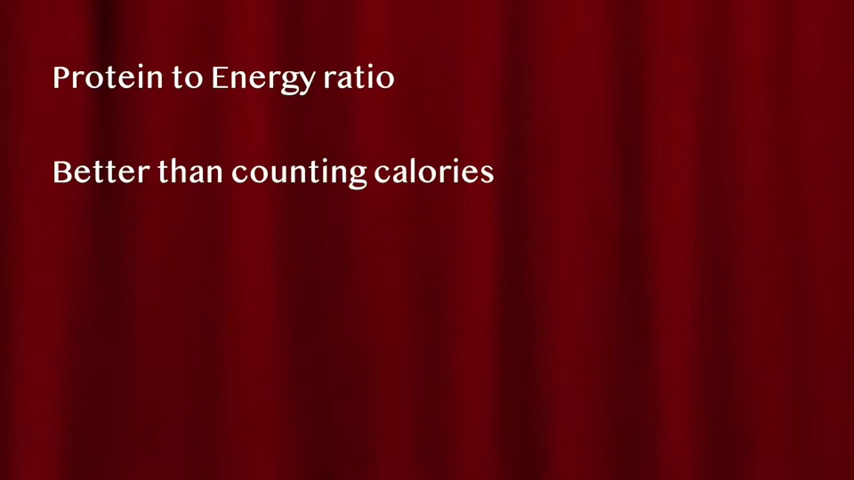 Protein to Energy ratio
Better than counting calories